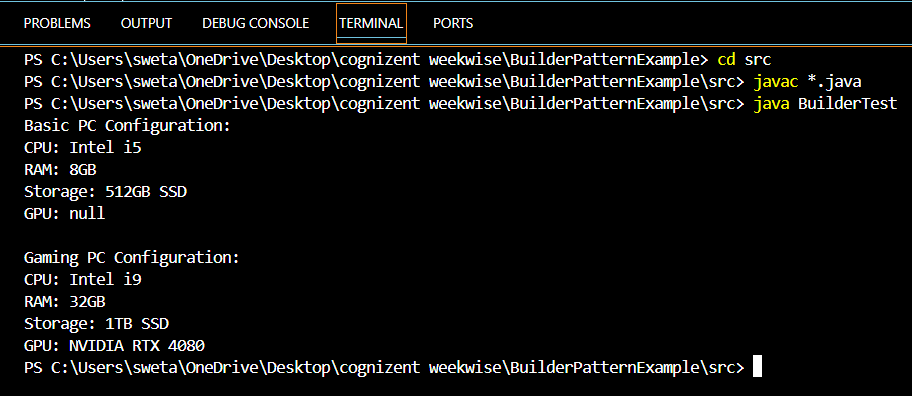 PROBLEMS OUTPUT DEBUG CONSOLE TERMINAL PORTS
PS C:\Users\sweta\OneDrive\Desktop\cognizent weekwise\BuilderPatternExample> cd src
PS C:\Users\sweta\OneDrive\Desktop\cognizent weekwise\BuilderPatternExample\src> javac *.java
PS C:\Users\sweta\OneDrive\Desktop\cognizent weekwise\BuilderPatternExample\src> java BuilderTest
Basic PC Configuration:
CPU: Intel i5
RAM: 8GB
Storage: 512GB SSD
GPU: null

Gaming PC Configuration:
CPU: Intel i9
RAM: 32GB
Storage: 1TB SSD
GPU: NVIDIA RTX 4080
PS C:\Users\sweta\OneDrive\Desktop\cognizent weekwise\BuilderPatternExample\src>